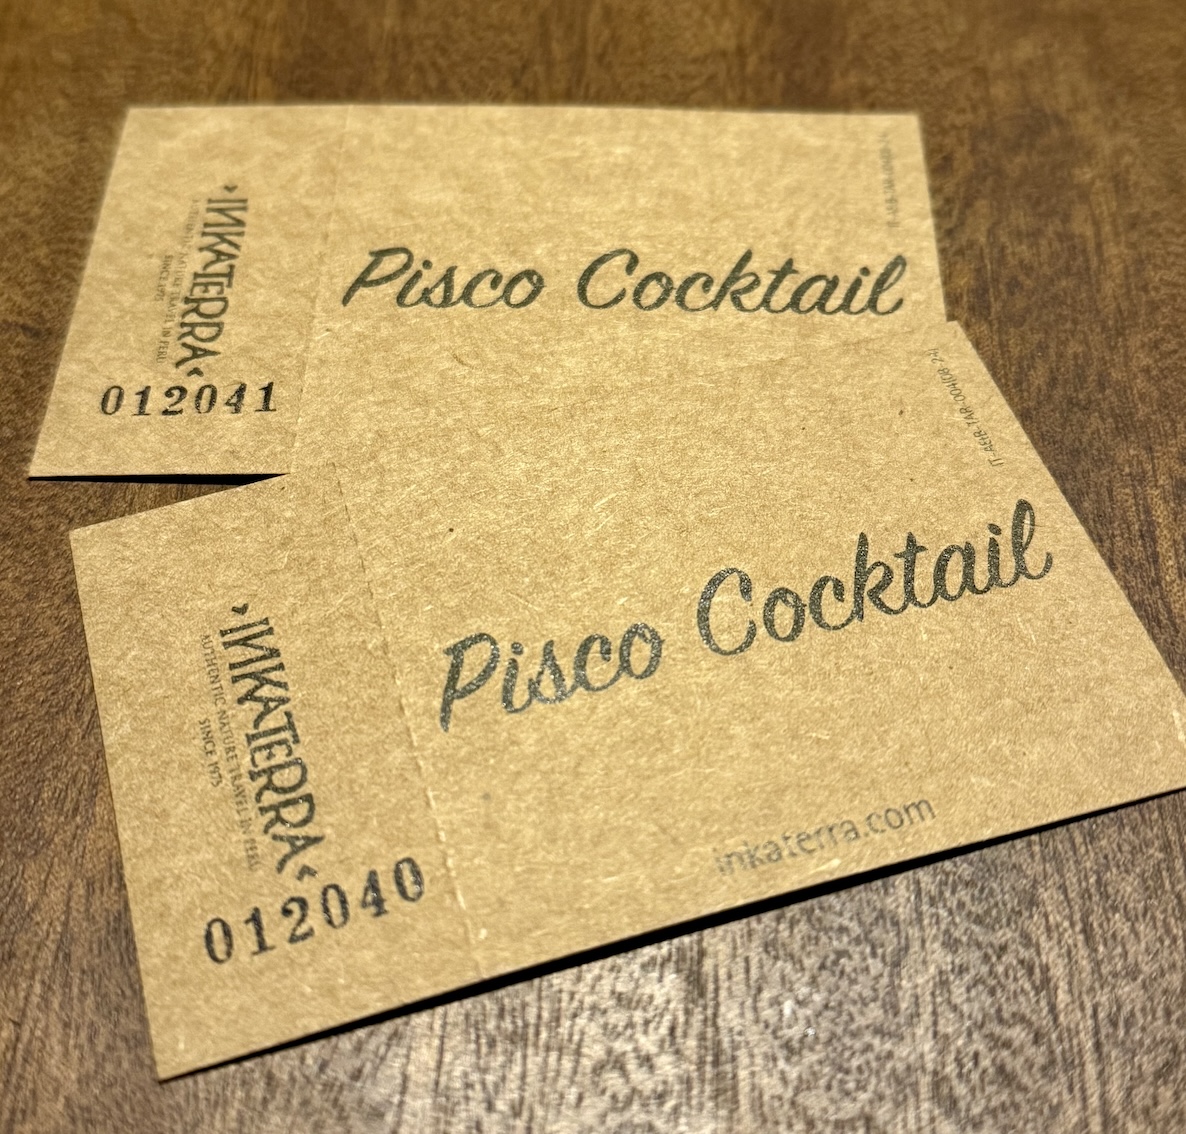 INKATERRA
AUTHENTIC NATURE TRAVEL IN PERU
SINCE 1975
012041
Pisco Cocktail
INKATERRA
AUTHENTIC NATURE TRAVEL IN PERU
SINCE 1975
012040
Pisco Cocktail
inkaterra.com